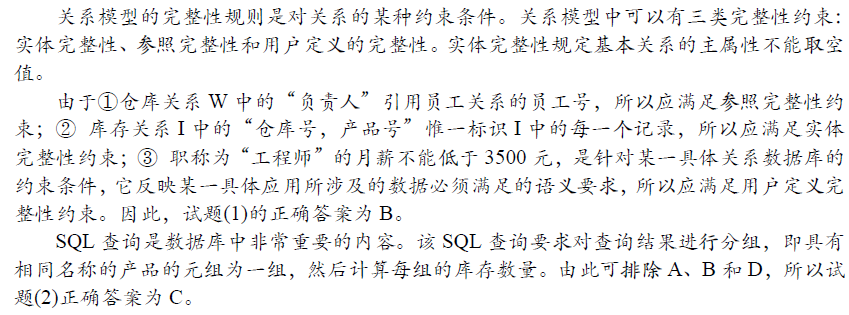 关系模型的完整性规则是对关系的某种约束条件。关系模型中可以有三类完整性约束：
实体完整性、参照完整性和用户定义的完整性。实体完整性规定基本关系的主属性不能取空
值。
由于①仓库关系 W 中的“负责人”引用员工关系的员工号，所以应满足参照完整性约
束；② 库存关系 I 中的“仓库号，产品号”惟一标识 I 中的每一个记录，所以应满足实体
完整性约束；③ 职称为“工程师”的月薪不能低于 3500 元，是针对某一具体关系数据库的
约束条件，它反映某一具体应用所涉及的数据必须满足的语义要求，所以应满足用户定义完
整性约束。因此，试题(1)的正确答案为 B。
SQL 查询是数据库中非常重要的内容。该 SQL 查询要求对查询结果进行分组，即具有
相同名称的产品的元组为一组，然后计算每组的库存数量。由此可排除 A、B 和 D，所以试
题(2)正确答案为 C。